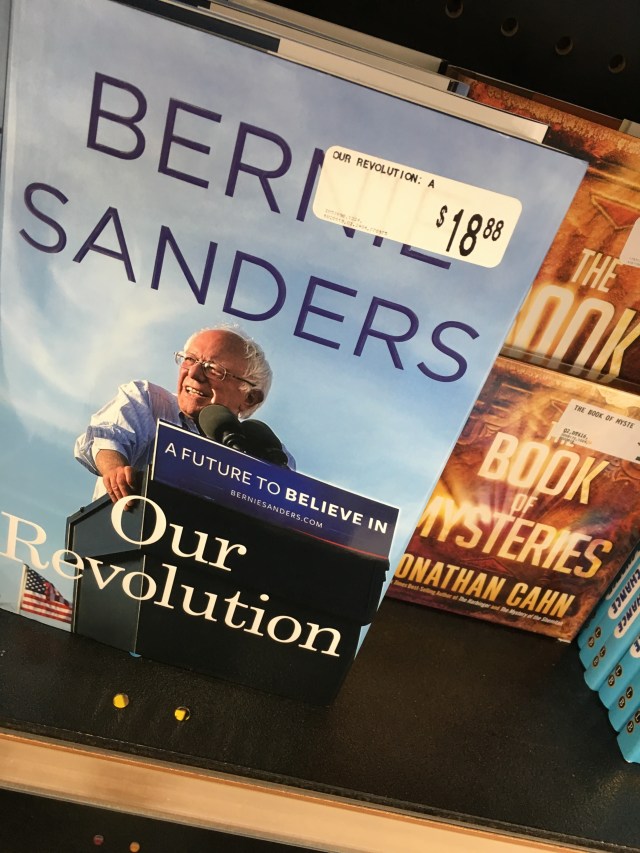 BERNIE
SANDERS
OUR REVOLUTION: A
$18.88
A FUTURE TO BELIEVE IN
BERNIESANDERS.COM
Our
Revolution
THE
THE BOOK OF MYSTE
BOOK
OF
MYSTERIES
JONATHAN CAHN